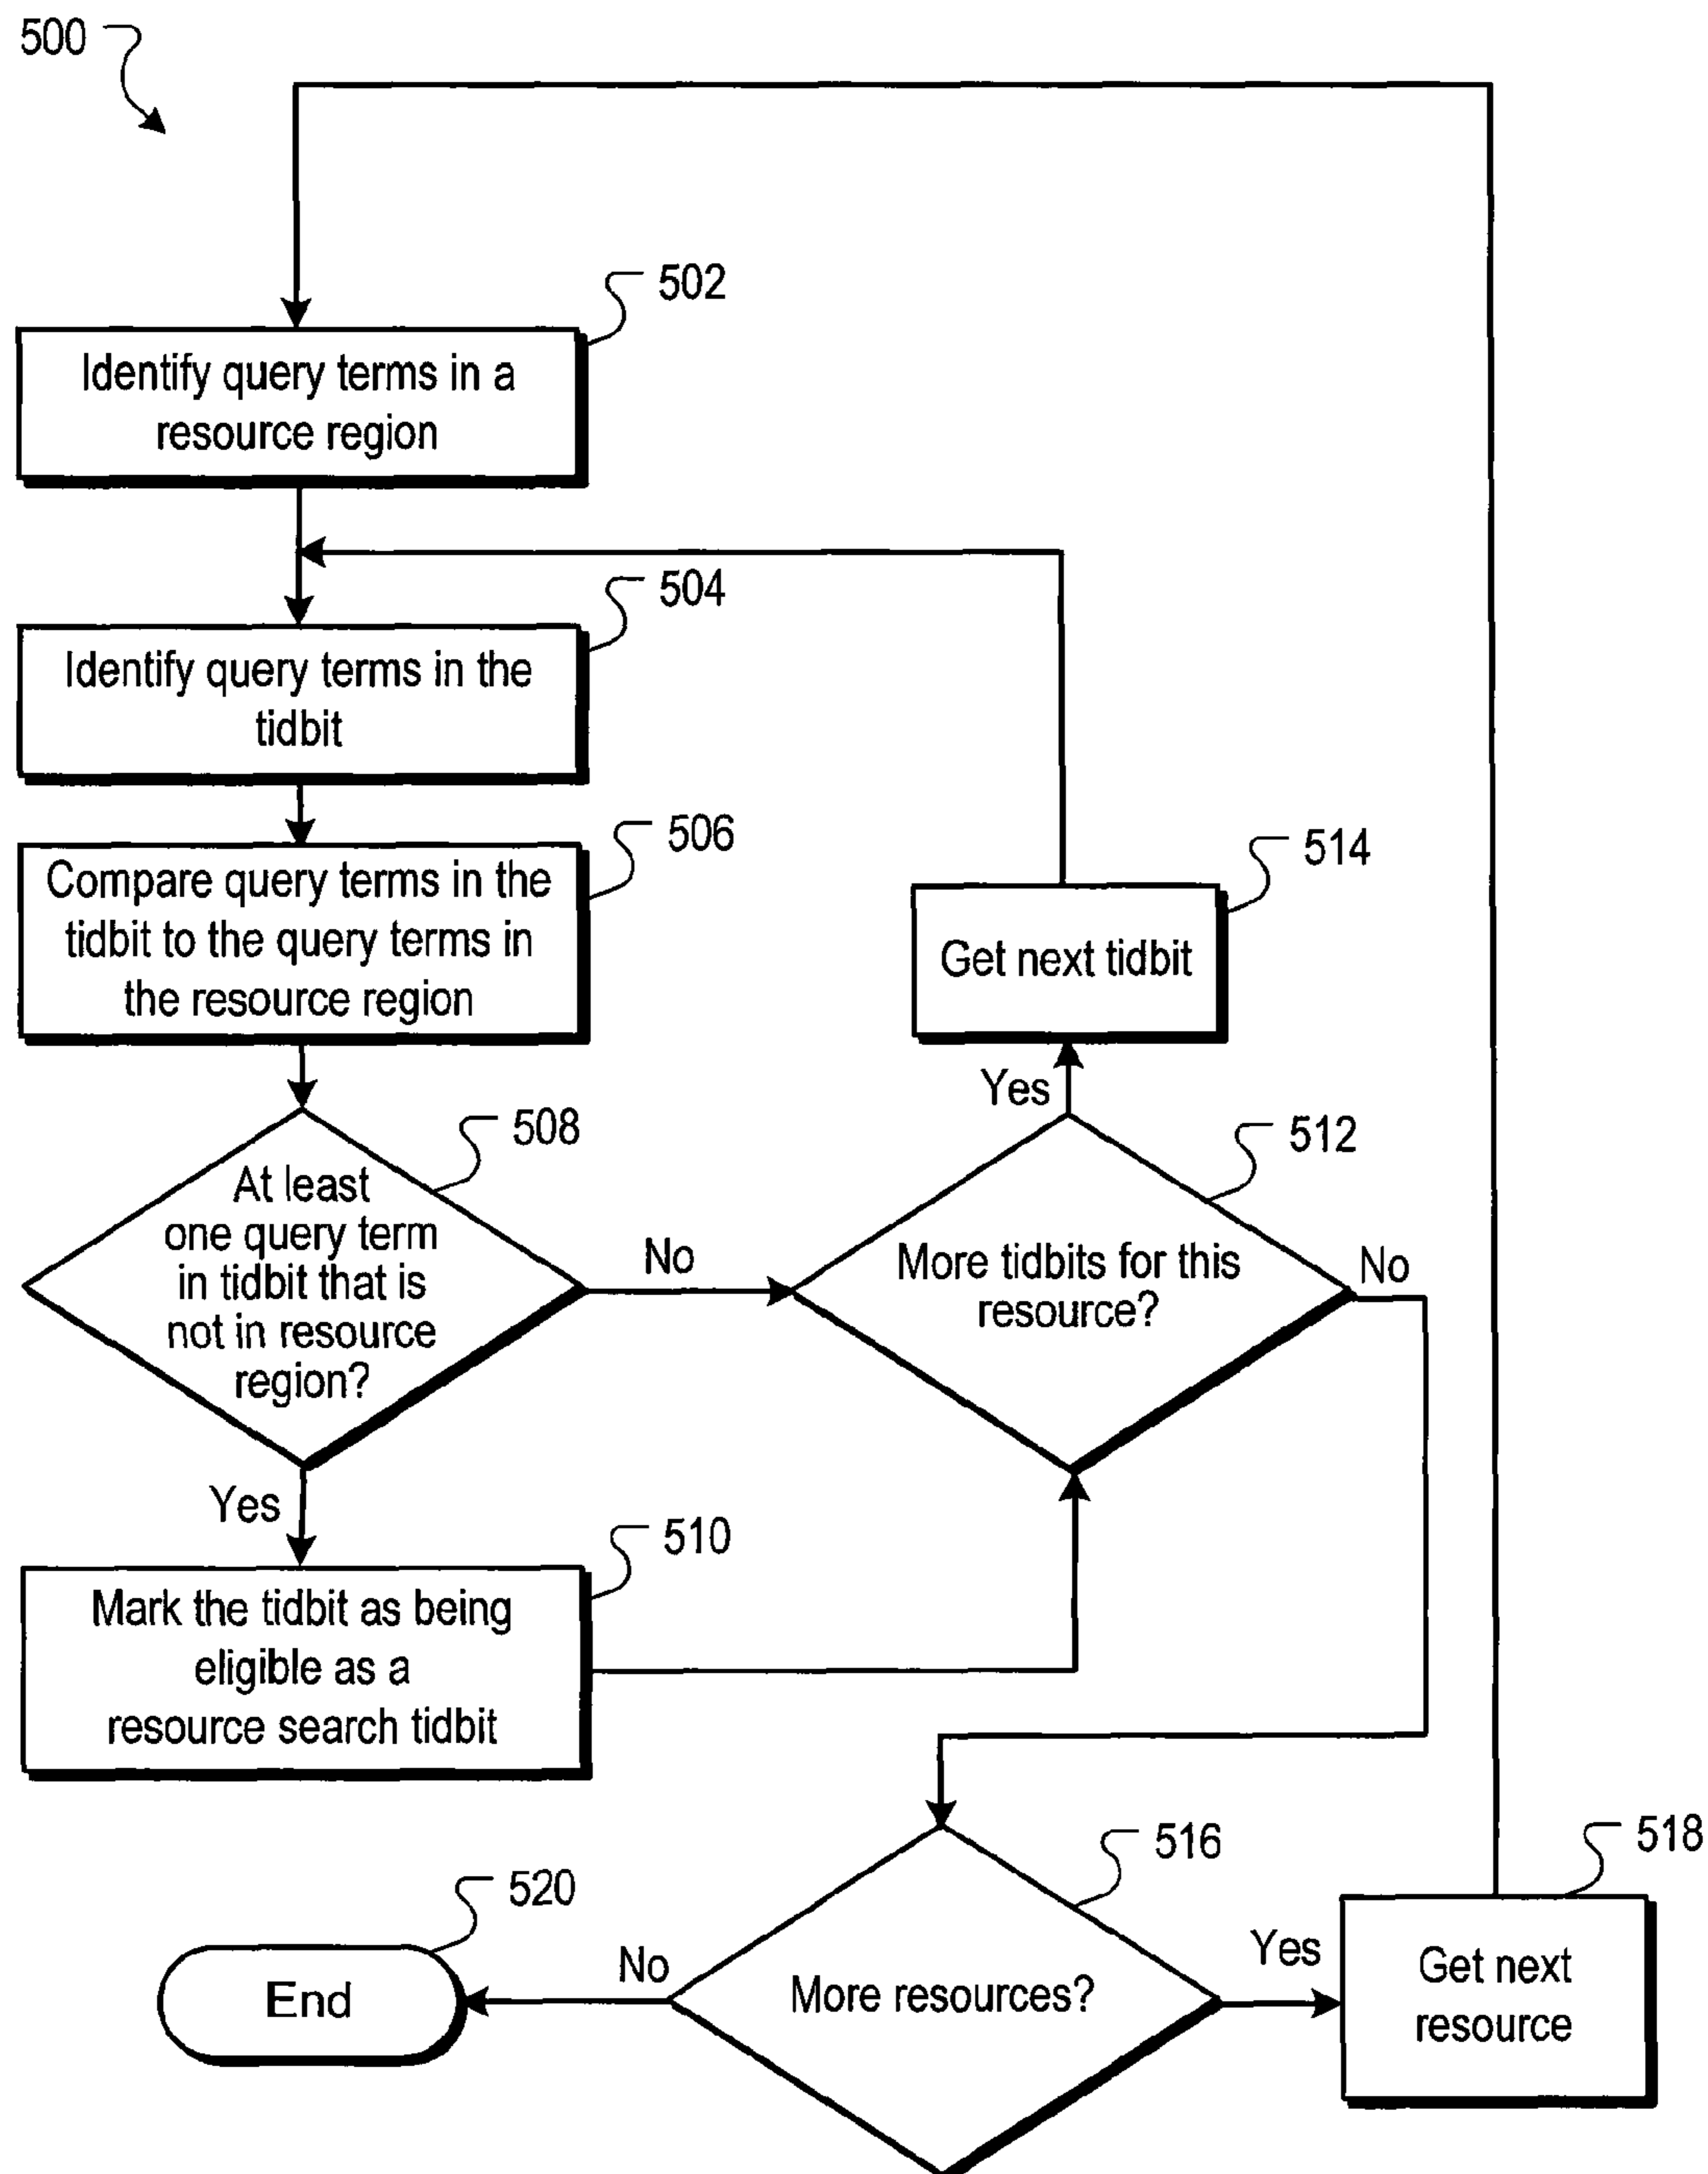 500
502
Identify query terms in a
resource region
504
Identify query terms in the
tidbit
506
Compare query terms in the
tidbit to the query terms in
the resource region
514
Get next tidbit
Yes
508
At least
one query term
in tidbit that is
not in resource
region?
No
512
More tidbits for this
resource?
No
Yes
510
Mark the tidbit as being
eligible as a
resource search tidbit
516
More resources?
Yes
518
Get next
resource
No
520
End